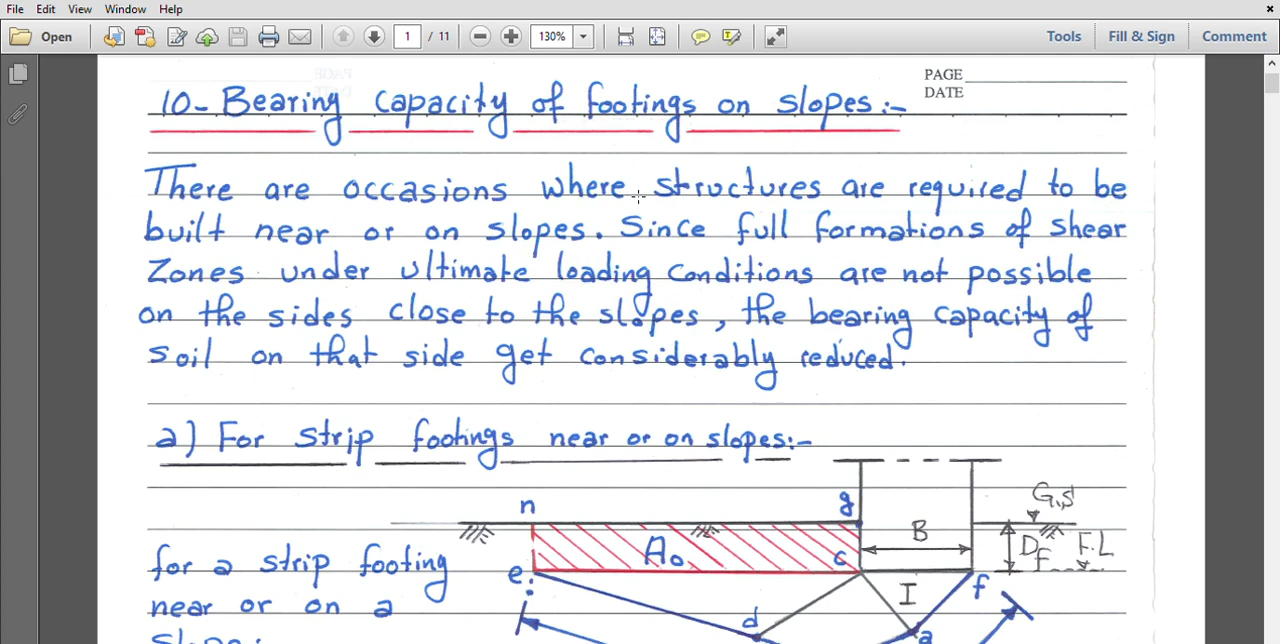 File Edit View Window Help ×
Open 1 / 11 130% Tools Fill & Sign Comment
PAGE
DATE
10- Bearing capacity of footings on slopes:-
There are occasions where structures are required to be
built near or on slopes. Since full formations of shear
Zones under ultimate loading conditions are not possible
on the sides close to the slopes, the bearing capacity of
soil on that side get considerably reduced.
a) For strip footings near or on slopes:-
n g G.S
B
A₀ c Df F.L
for a strip footing
e I f
near or on a
d a
slope: